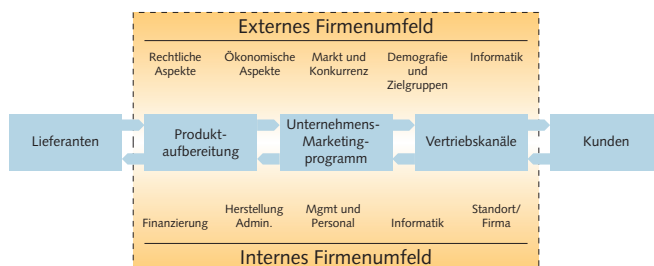 Externes Firmenumfeld
Rechtliche
Aspekte
Ökonomische
Aspekte
Markt und
Konkurrenz
Demografie
und
Zielgruppen
Informatik
Lieferanten
Produkt-
aufbereitung
Unternehmens-
Marketing-
programm
Vertriebskanäle
Kunden
Finanzierung
Herstellung
Admin.
Mgmt und
Personal
Informatik
Standort/
Firma
Internes Firmenumfeld